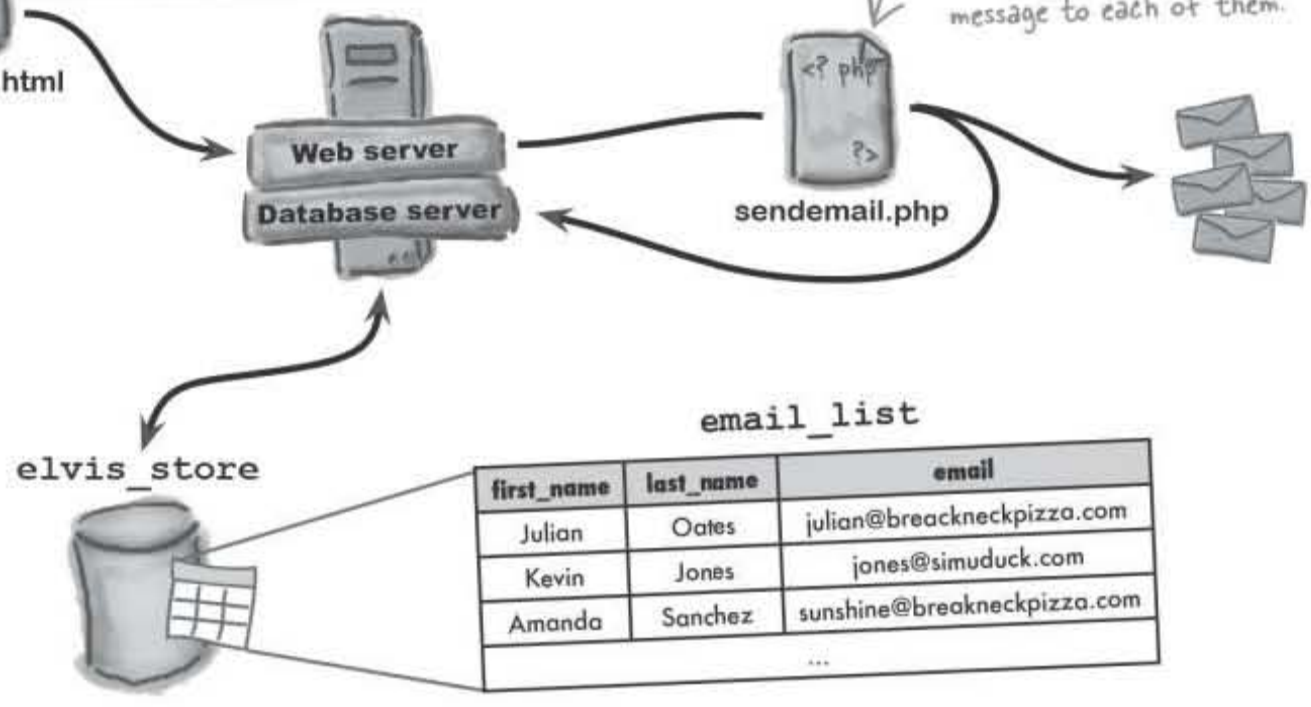 message to each of them.
html
<? php
?>
Web server
Database server
sendemail.php
elvis_store
email_list
first_name last_name email
Julian Oates julian@breackneckpizza.com
Kevin Jones jones@simuduck.com
Amanda Sanchez sunshine@breakneckpizza.com
...